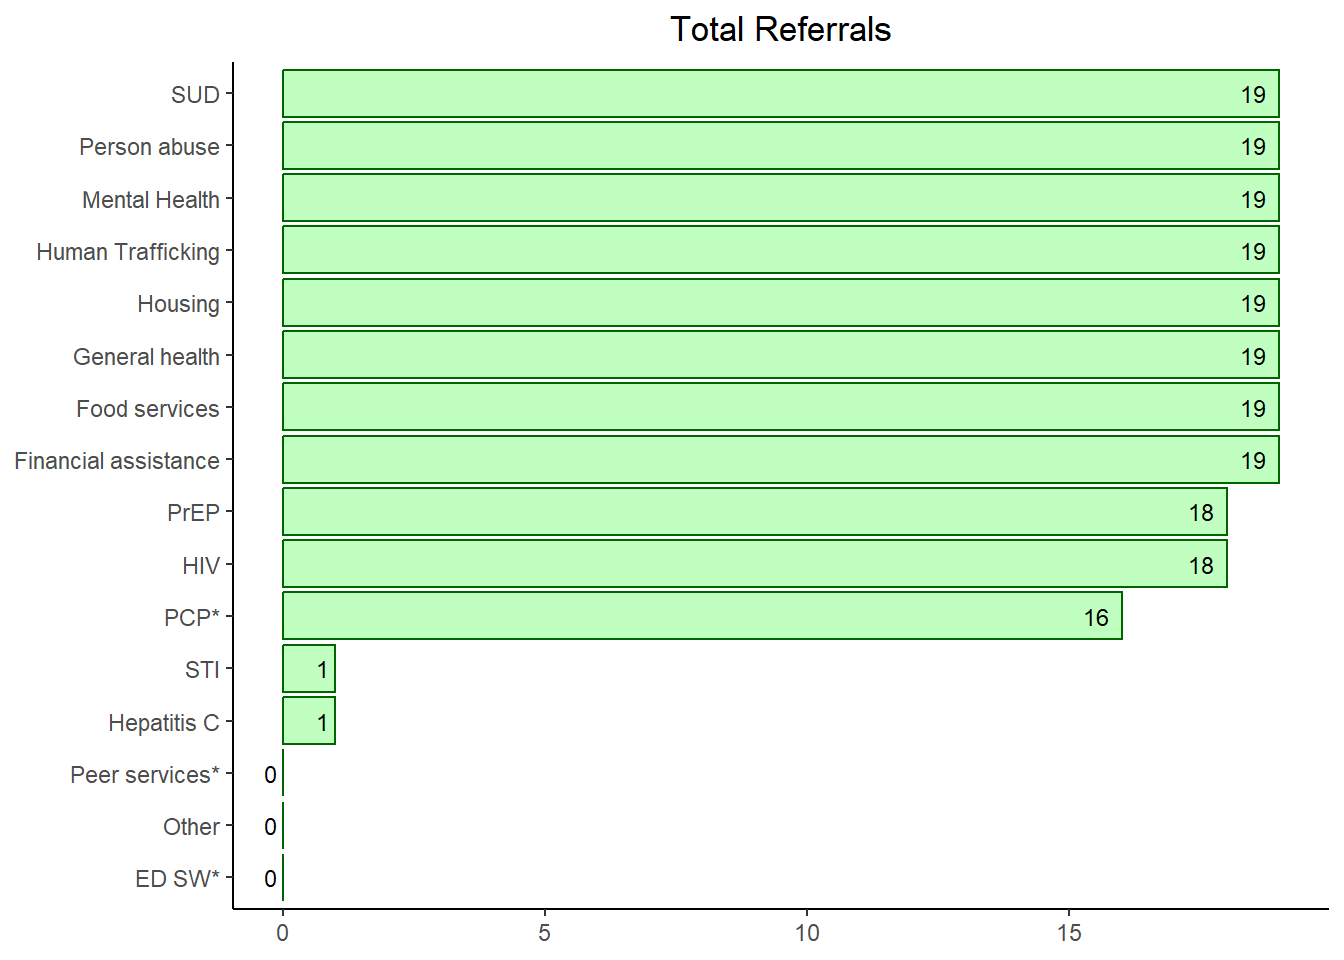 Total Referrals
SUD 19
Person abuse 19
Mental Health 19
Human Trafficking 19
Housing 19
General health 19
Food services 19
Financial assistance 19
PrEP 18
HIV 18
PCP* 16
STI 1
Hepatitis C 1
Peer services* 0
Other 0
ED SW* 0
0 5 10 15